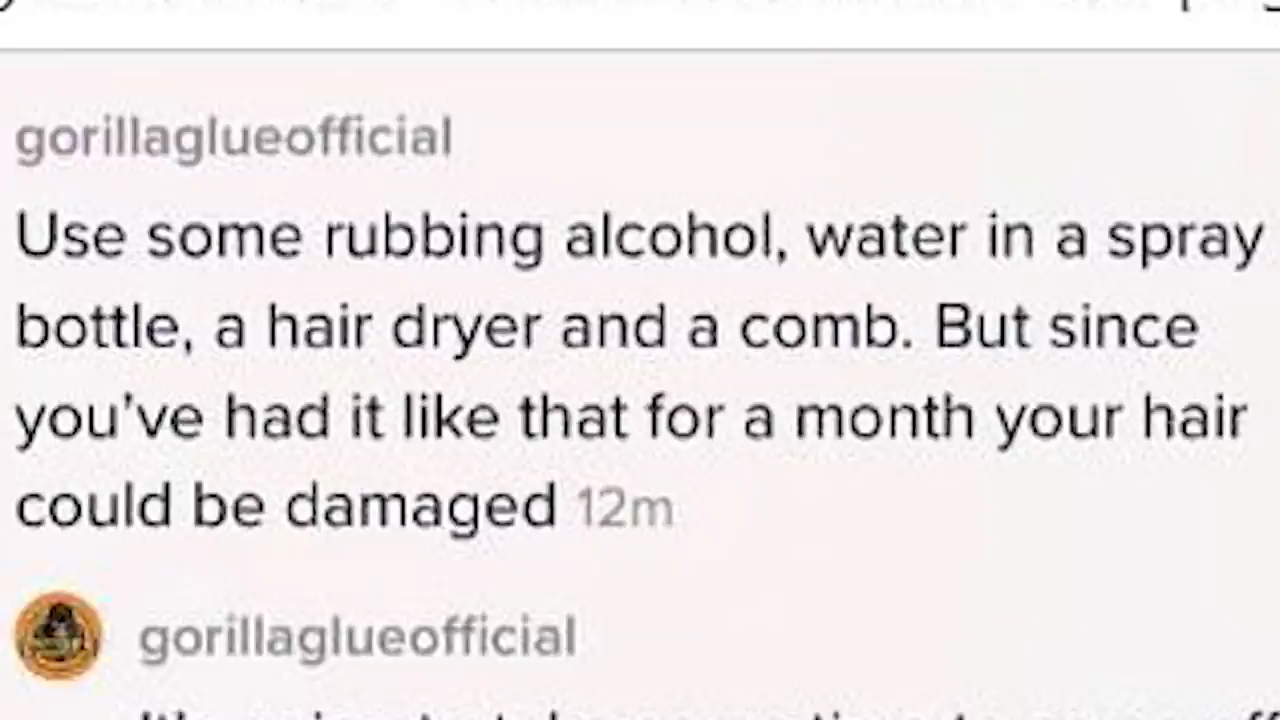 gorillaglueofficial
Use some rubbing alcohol, water in a spray
bottle, a hair dryer and a comb. But since
you've had it like that for a month your hair
could be damaged 12m
gorillaglueofficial